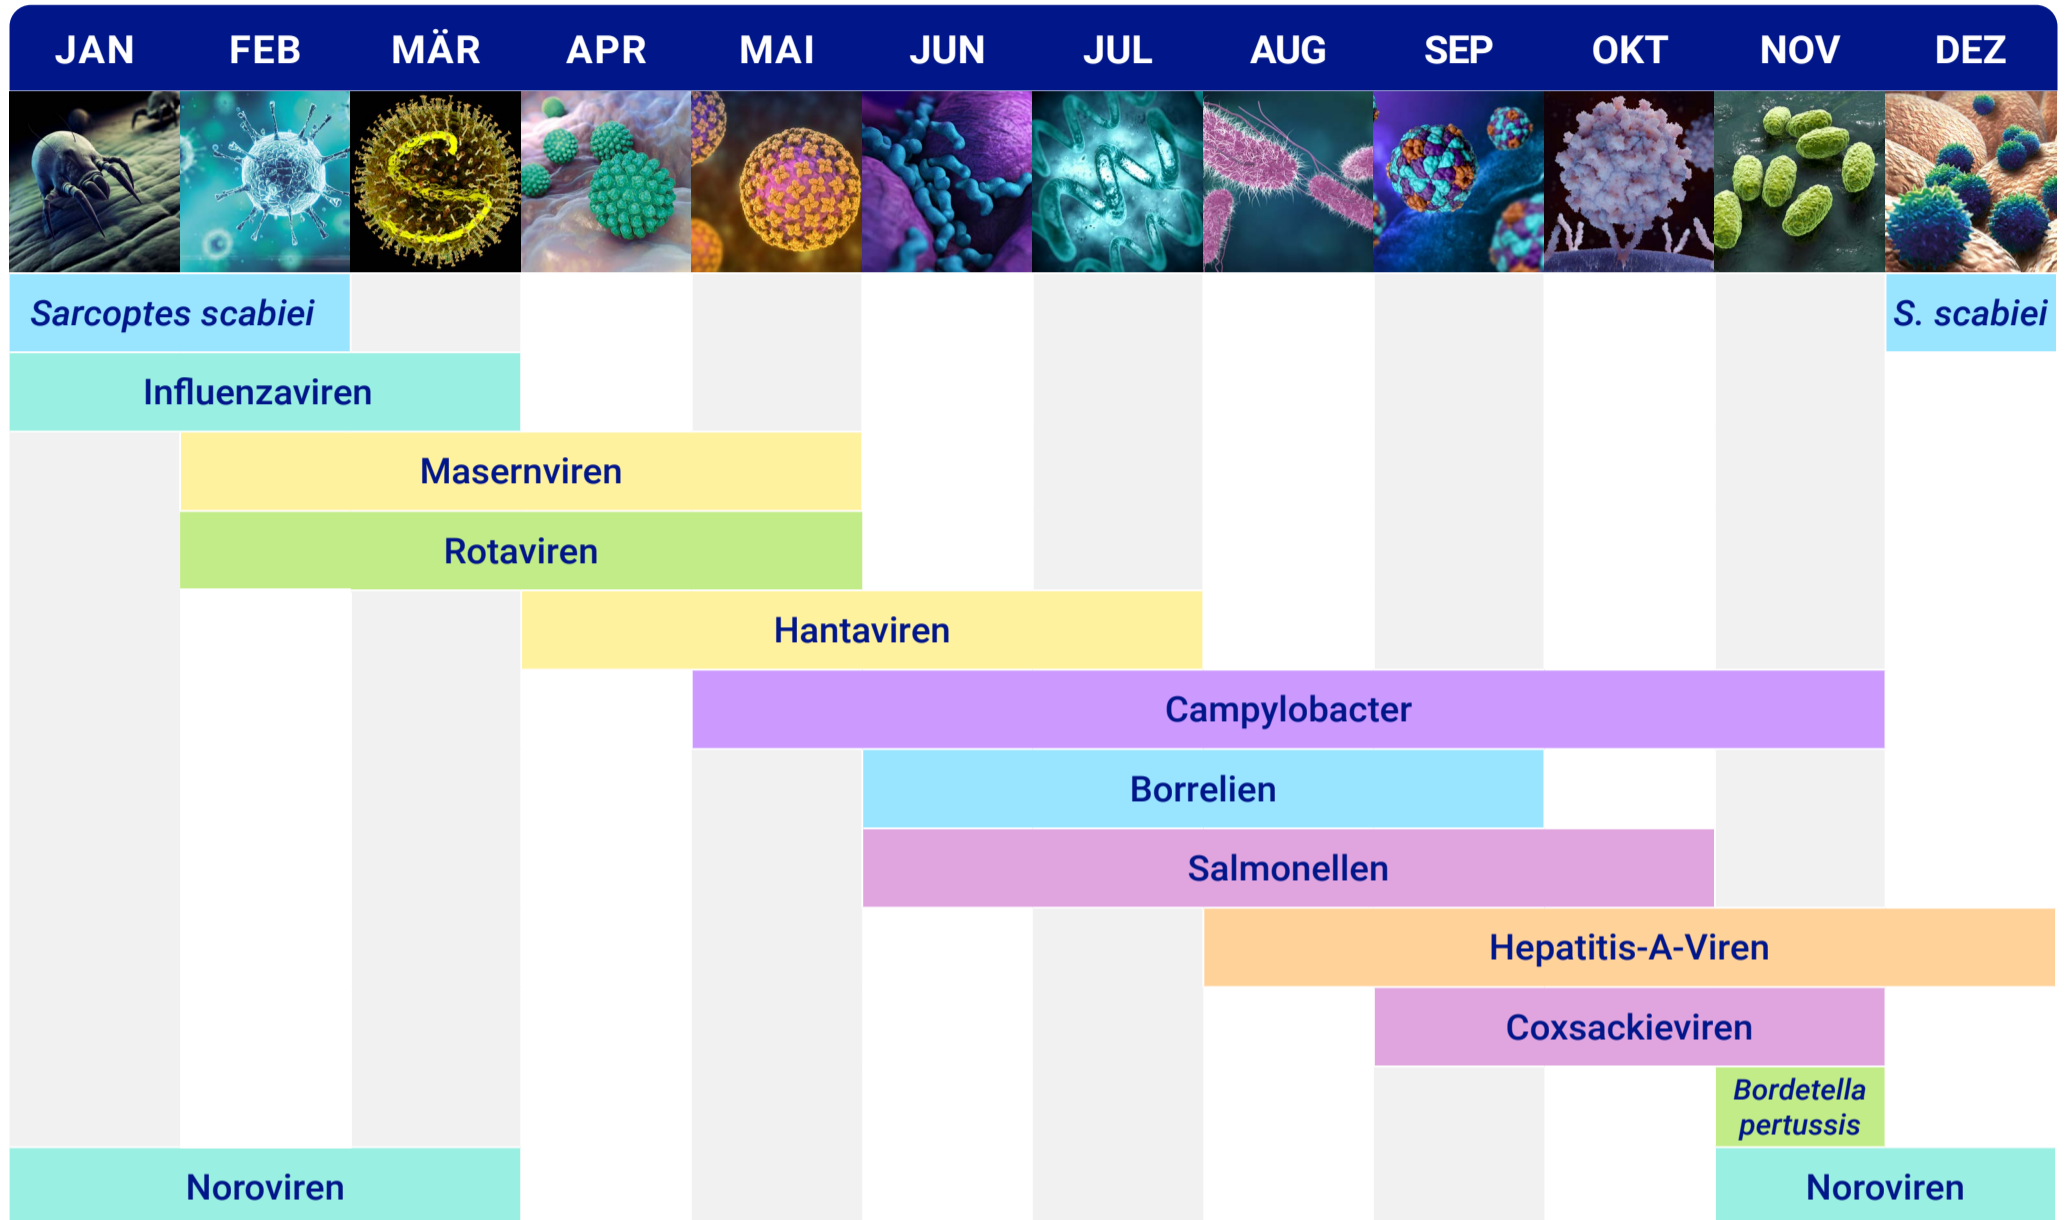 JAN FEB MÄR APR MAI JUN JUL AUG SEP OKT NOV DEZ
Sarcoptes scabiei S. scabiei
Influenzaviren
Masernviren
Rotaviren
Hantaviren
Campylobacter
Borrelien
Salmonellen
Hepatitis-A-Viren
Coxsackieviren
Bordetella
pertussis
Noroviren Noroviren